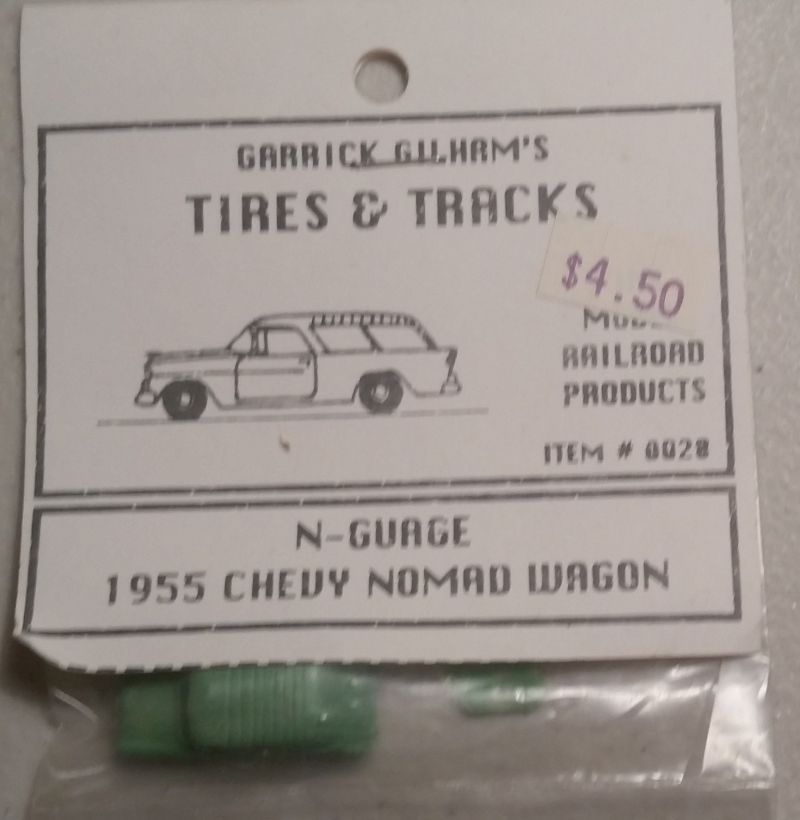 GARRICK GILHAM'S
TIRES & TRACKS
$4.50
RAILROAD
PRODUCTS
ITEM # 0028
N-GUAGE
1955 CHEVY NOMAD WAGON